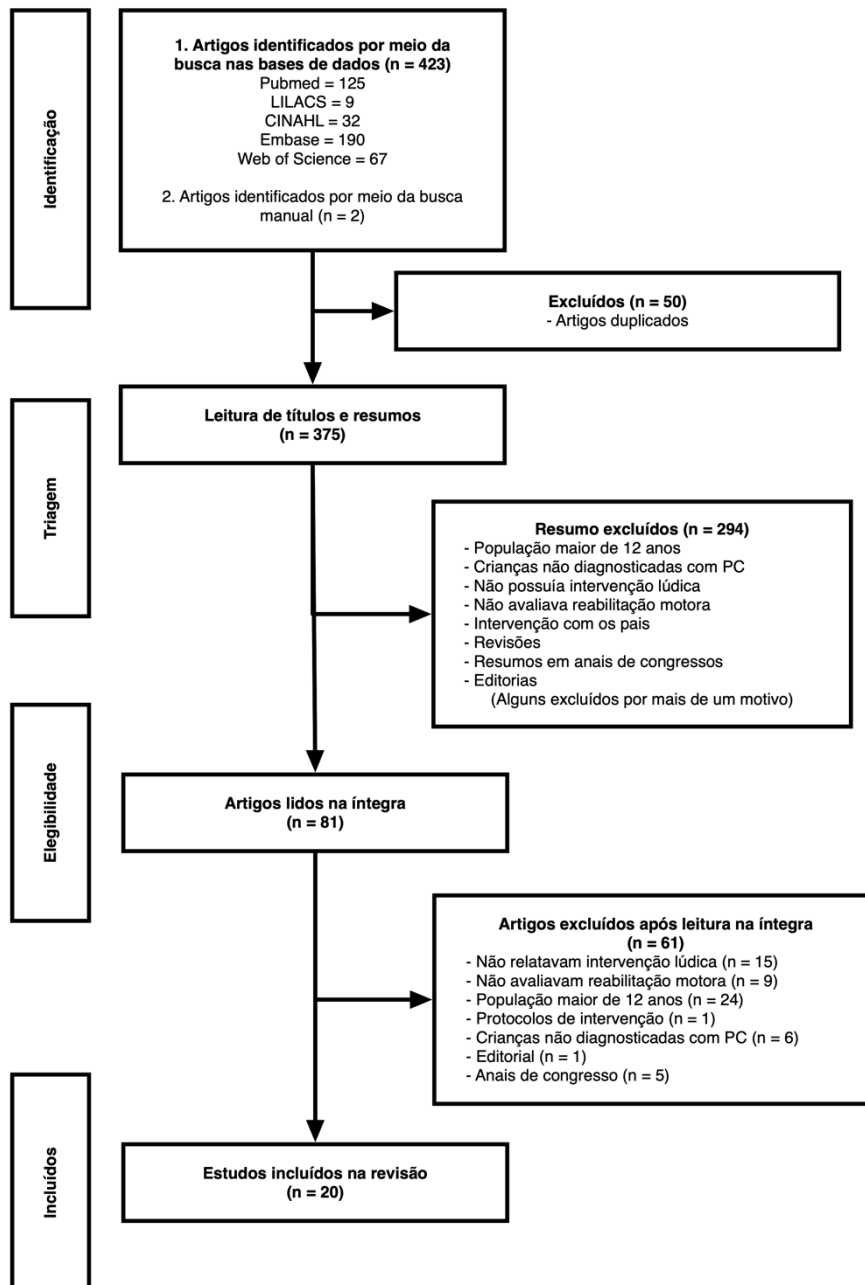 Identificação
1. Artigos identificados por meio da
busca nas bases de dados (n = 423)
Pubmed = 125
LILACS = 9
CINAHL = 32
Embase = 190
Web of Science = 67
2. Artigos identificados por meio da busca
manual (n = 2)
Excluídos (n = 50)
- Artigos duplicados
Triagem
Leitura de títulos e resumos
(n = 375)
Resumo excluídos (n = 294)
- População maior de 12 anos
- Crianças não diagnosticadas com PC
- Não possuía intervenção lúdica
- Não avaliava reabilitação motora
- Intervenção com os pais
- Revisões
- Resumos em anais de congressos
- Editorias
(Alguns excluídos por mais de um motivo)
Elegibilidade
Artigos lidos na íntegra
(n = 81)
Artigos excluídos após leitura na íntegra
(n = 61)
- Não relatavam intervenção lúdica (n = 15)
- Não avaliavam reabilitação motora (n = 9)
- População maior de 12 anos (n = 24)
- Protocolos de intervenção (n = 1)
- Crianças não diagnosticadas com PC (n = 6)
- Editorial (n = 1)
- Anais de congresso (n = 5)
Incluídos
Estudos incluídos na revisão
(n = 20)